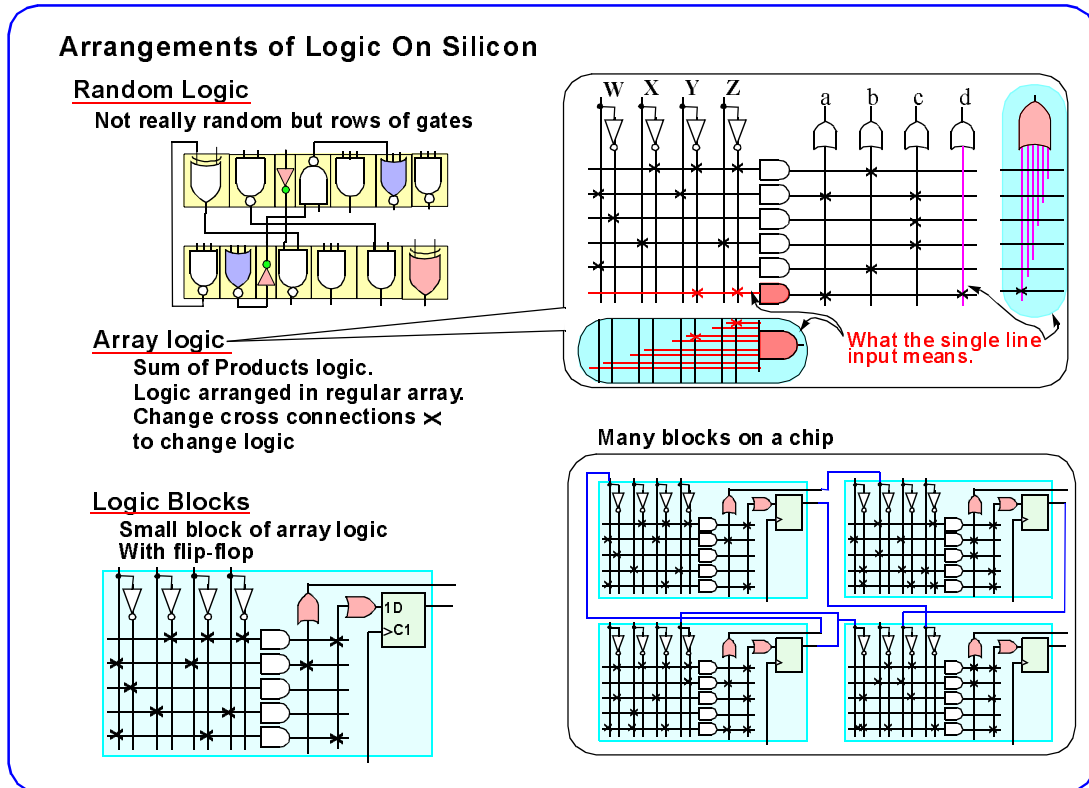 Arrangements of Logic On Silicon
Random Logic
Not really random but rows of gates
W X Y Z a b c d
Array logic
Sum of Products logic.
Logic arranged in regular array.
Change cross connections
to change logic
What the single line
input means.
Logic Blocks
Small block of array logic
With flip-flop
1D
C1
Many blocks on a chip